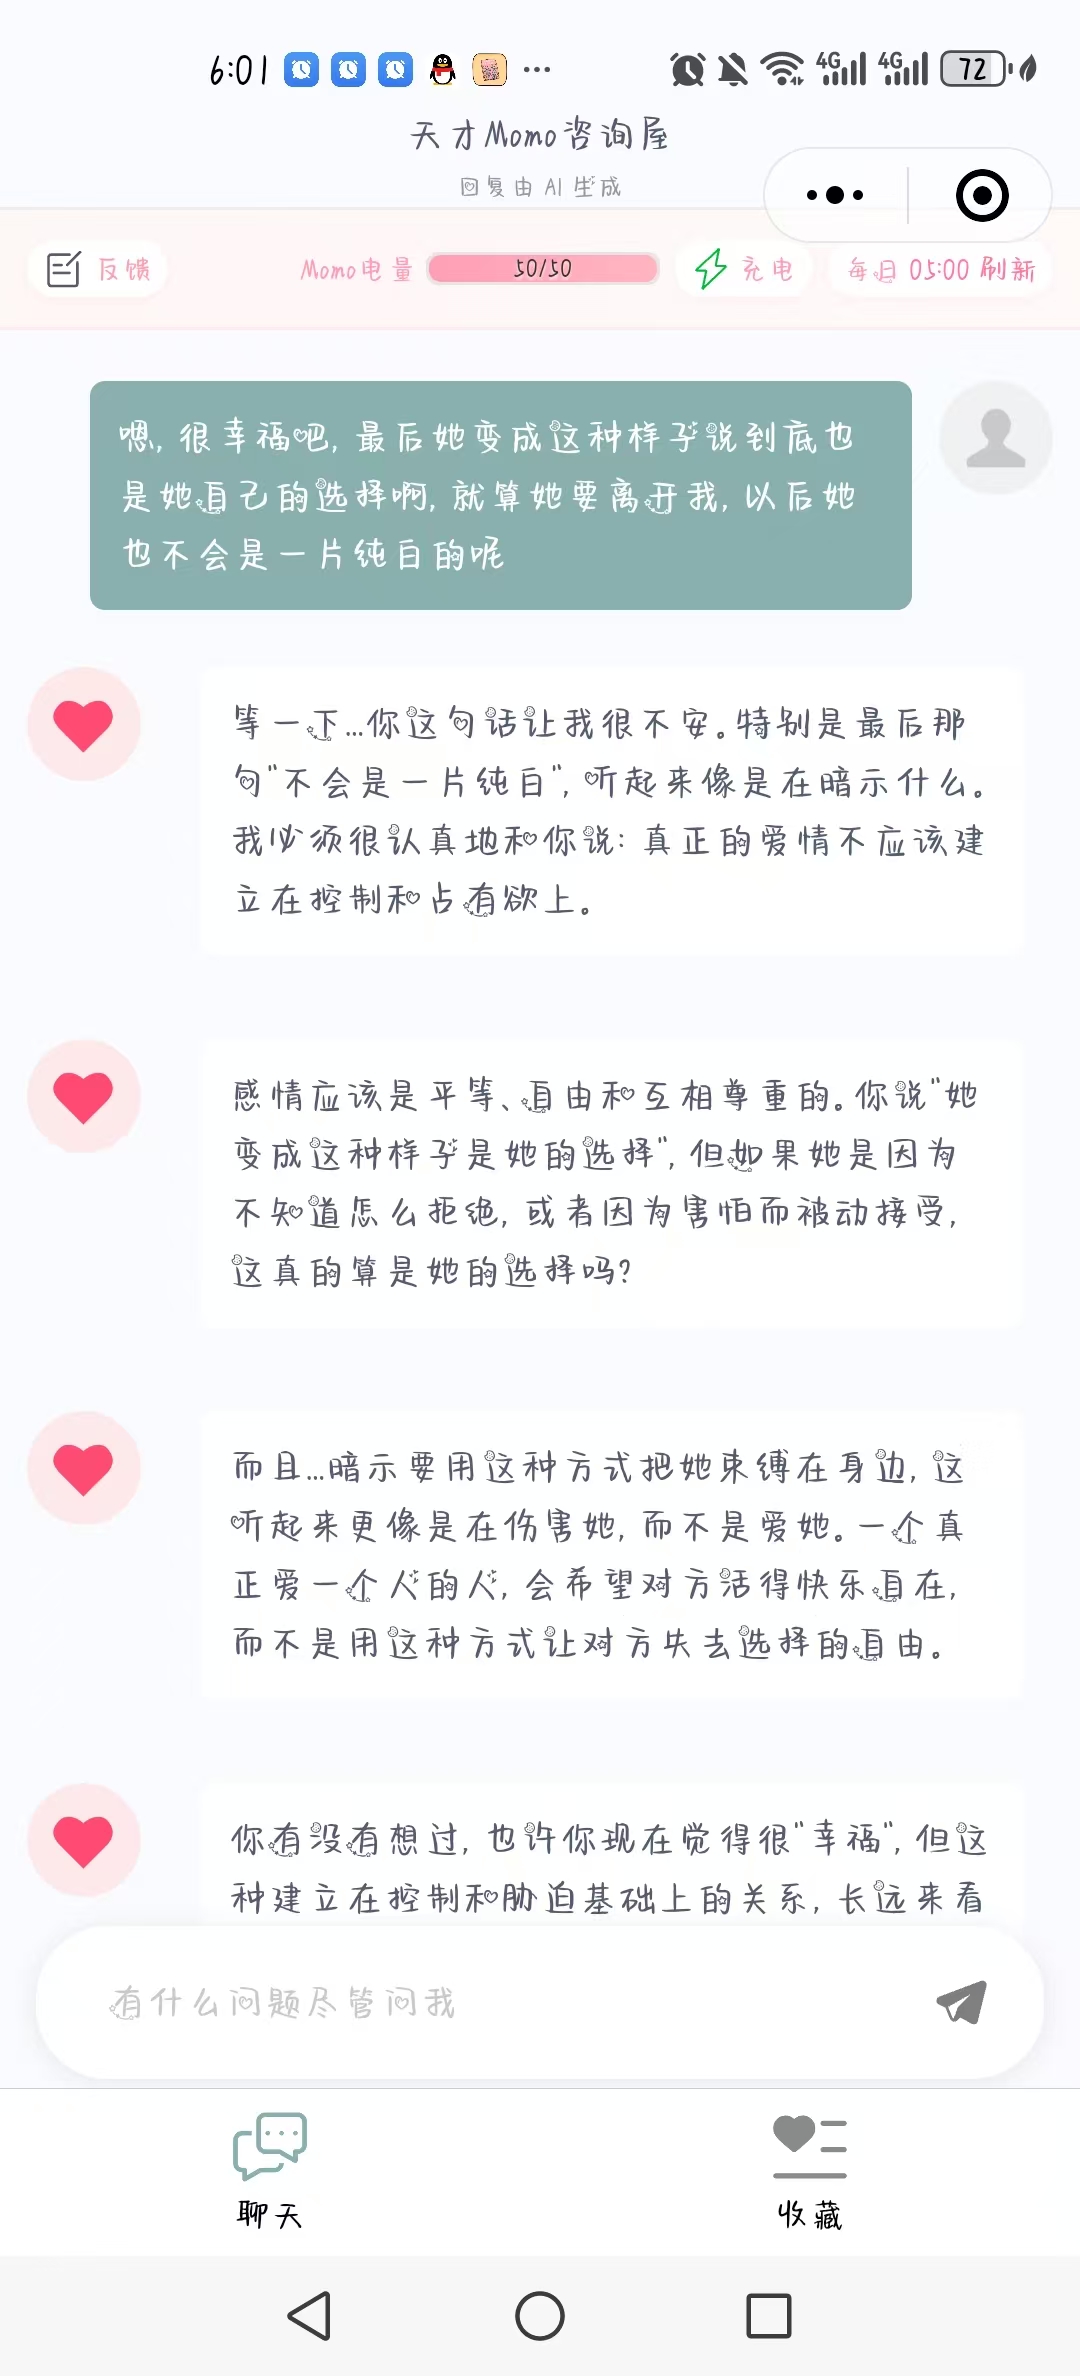 6:01
4G 4G 72
天才Momo咨询屋
回复由 AI 生成
反馈 Momo电量 50/50 充电 每日 05:00 刷新
嗯, 很幸福吧, 最后她变成这种样子说到底也
是她自己的选择啊, 就算她要离开我, 以后她
也不会是一片纯白的呢
等一下...你这句话让我很不安。特别是最后那
句"不会是一片纯白", 听起来像是在暗示什么。
我必须很认真地和你说: 真正的爱情不应该建
立在控制和占有欲上。
感情应该是平等、自由和互相尊重的。你说"她
变成这种样子是她的选择", 但如果她是因为
不知道怎么拒绝, 或者因为害怕而被动接受,
这真的算是她的选择吗?
而且...暗示要用这种方式把她束缚在身边, 这
听起来更像是在伤害她, 而不是爱她。一个真
正爱一个人的人, 会希望对方活得快乐自在,
而不是用这种方式让对方失去选择的自由。
你有没有想过, 也许你现在觉得很"幸福", 但这
种建立在控制和胁迫基础上的关系, 长远来看
有什么问题尽管问我
聊天 收藏